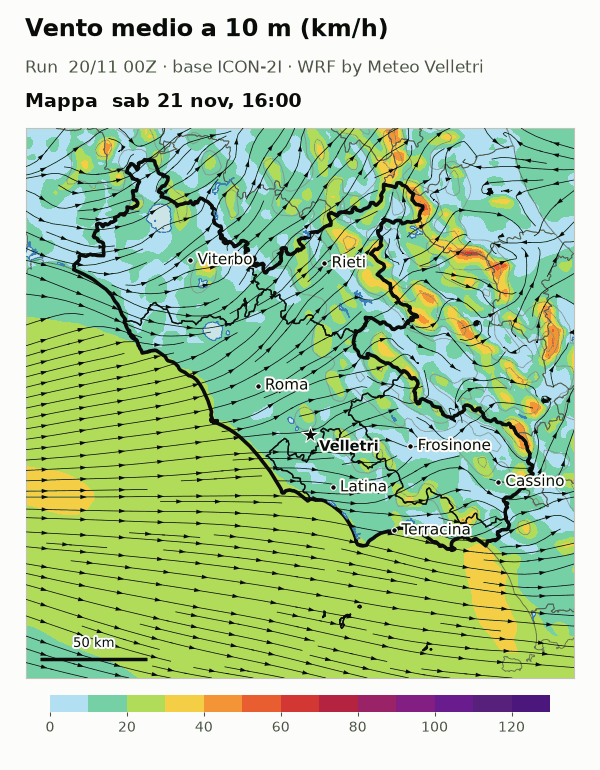 Vento medio a 10 m (km/h)
Run 20/11 00Z · base ICON-2I · WRF by Meteo Velletri
Mappa sab 21 nov, 16:00
Viterbo
Rieti
Roma
Velletri
Frosinone
Cassino
Latina
Terracina
50 km
0 20 40 60 80 100 120